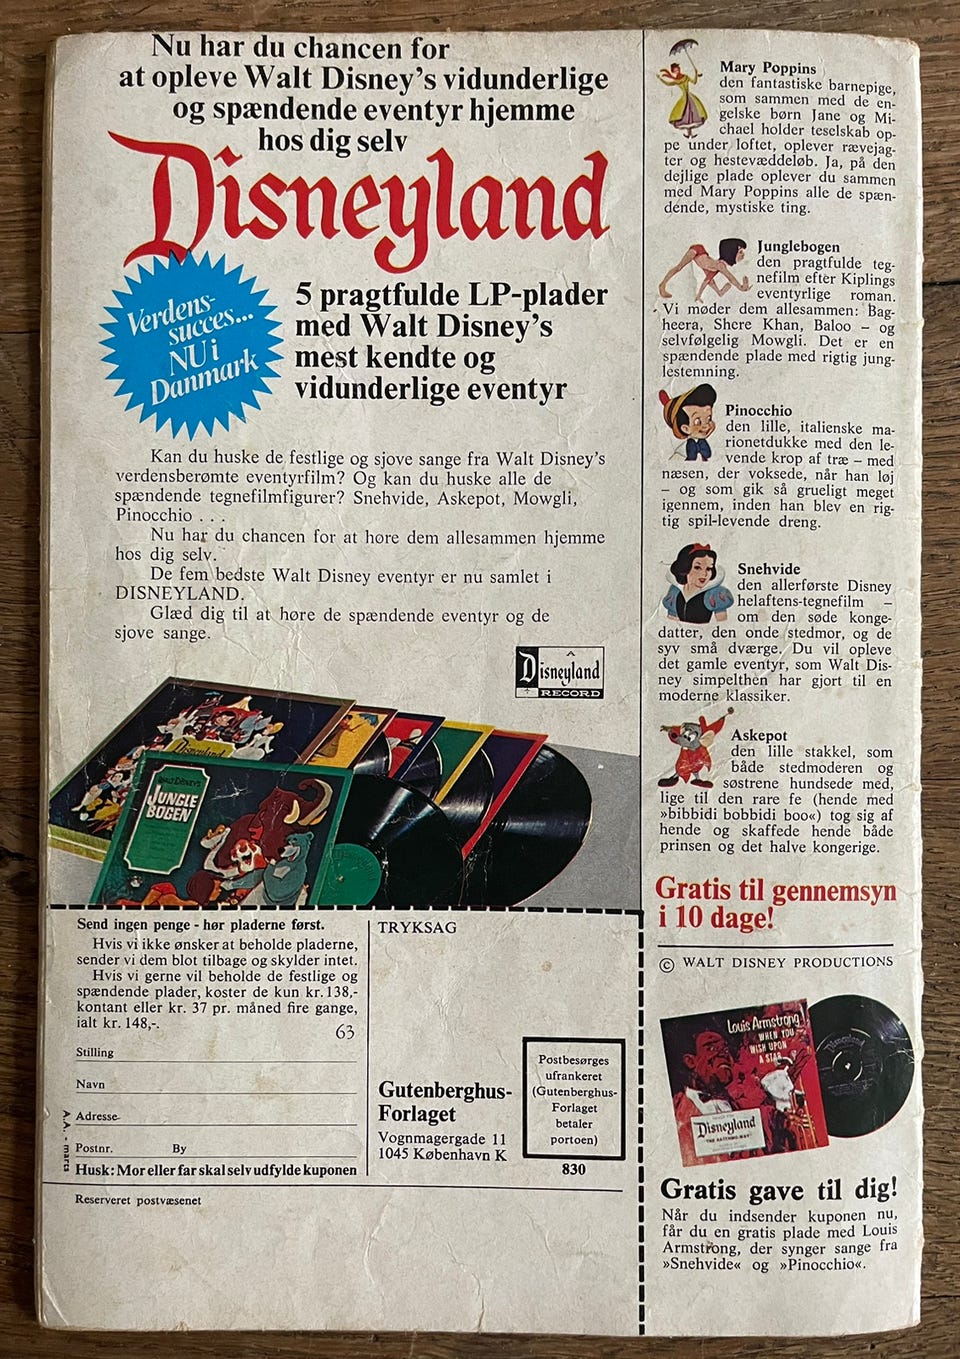 Nu har du chancen for
at opleve Walt Disney's vidunderlige
og spændende eventyr hjemme
hos dig selv
Disneyland
Verdens-
succes...
NU i
Danmark
5 pragtfulde LP-plader
med Walt Disney's
mest kendte og
vidunderlige eventyr
Kan du huske de festlige og sjove sange fra Walt Disney's
verdensberømte eventyrfilm? Og kan du huske alle de
spændende tegnefilmfigurer? Snehvide, Askepot, Mowgli,
Pinocchio . . .
Nu har du chancen for at høre dem allesammen hjemme
hos dig selv.
De fem bedste Walt Disney eventyr er nu samlet i
DISNEYLAND.
Glæd dig til at høre de spændende eventyr og de
sjove sange.
Disneyland
RECORD
Disneyland
WALT DISNEY'S
JUNGLE
BOGEN
Send ingen penge - hør pladerne først.
Hvis vi ikke ønsker at beholde pladerne,
sender vi dem blot tilbage og skylder intet.
Hvis vi gerne vil beholde de festlige og
spændende plader, koster de kun kr. 138,-
kontant eller kr. 37 pr. måned fire gange,
ialt kr. 148,-.
63
Stilling
Navn
Adresse
Postnr. By
Husk: Mor eller far skal selv udfylde kuponen
A.A. - marts
Reserveret postvæsenet
TRYKSAG
Gutenberghus-
Forlaget
Vognmagergade 11
1045 København K
Postbesørges
ufrankeret
(Gutenberghus-
Forlaget
betaler
portoen)
830
Mary Poppins
den fantastiske barnepige,
som sammen med de en-
gelske børn Jane og Mi-
chael holder teselskab op-
pe under loftet, oplever rævejag-
ter og hestevæddeløb. Ja, på den
dejlige plade oplever du sammen
med Mary Poppins alle de spæn-
dende, mystiske ting.
Junglebogen
den pragtfulde teg-
nefilm efter Kiplings
eventyrlige roman.
Vi møder dem allesammen: Bag-
heera, Shere Khan, Baloo - og
selvfølgelig Mowgli. Det er en
spændende plade med rigtig jung-
lestemning.
Pinocchio
den lille, italienske ma-
rionetdukke med den le-
vende krop af træ - med
næsen, der voksede, når han løj
- og som gik så grueligt meget
igennem, inden han blev en rig-
tig spil-levende dreng.
Snehvide
den allerførste Disney
helaftens-tegnefilm -
om den søde konge-
datter, den onde stedmor, og de
syv små dværge. Du vil opleve
det gamle eventyr, som Walt Dis-
ney simpelthen har gjort til en
moderne klassiker.
Askepot
den lille stakkel, som
både stedmoderen og
søstrene hundsede med,
lige til den rare fe (hende med
»bibbidi bobbidi boo«) tog sig af
hende og skaffede hende både
prinsen og det halve kongerige.
Gratis til gennemsyn
i 10 dage!
© WALT DISNEY PRODUCTIONS
Louis Armstrong
WHEN YOU
WISH UPON
A STAR
Disneyland
Disneyland
Gratis gave til dig!
Når du indsender kuponen nu,
får du en gratis plade med Louis
Armstrong, der synger sange fra
»Snehvide« og »Pinocchio«.